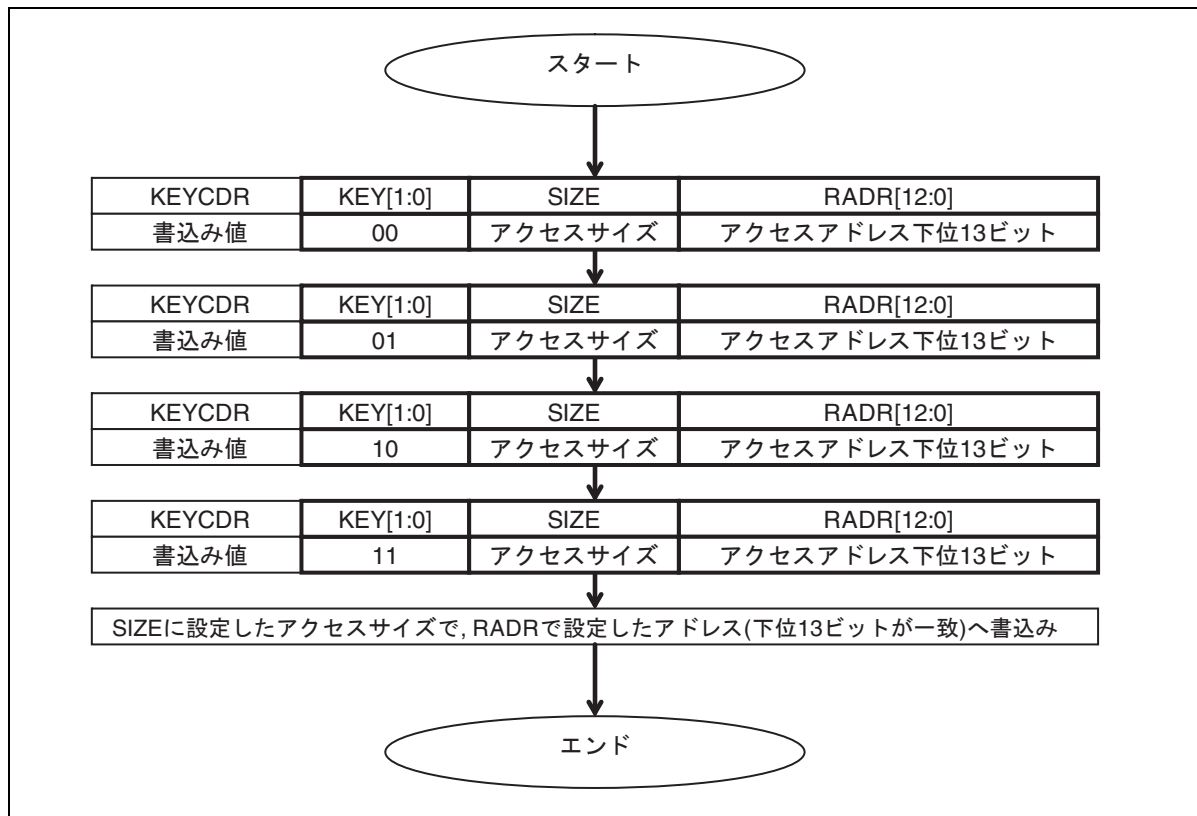 スタート
KEYCDR KEY[1:0] SIZE RADR[12:0]
書込み値 00 アクセスサイズ アクセスアドレス下位13ビット
KEYCDR KEY[1:0] SIZE RADR[12:0]
書込み値 01 アクセスサイズ アクセスアドレス下位13ビット
KEYCDR KEY[1:0] SIZE RADR[12:0]
書込み値 10 アクセスサイズ アクセスアドレス下位13ビット
KEYCDR KEY[1:0] SIZE RADR[12:0]
書込み値 11 アクセスサイズ アクセスアドレス下位13ビット
SIZEに設定したアクセスサイズで, RADRで設定したアドレス(下位13ビットが一致)へ書込み
エンド